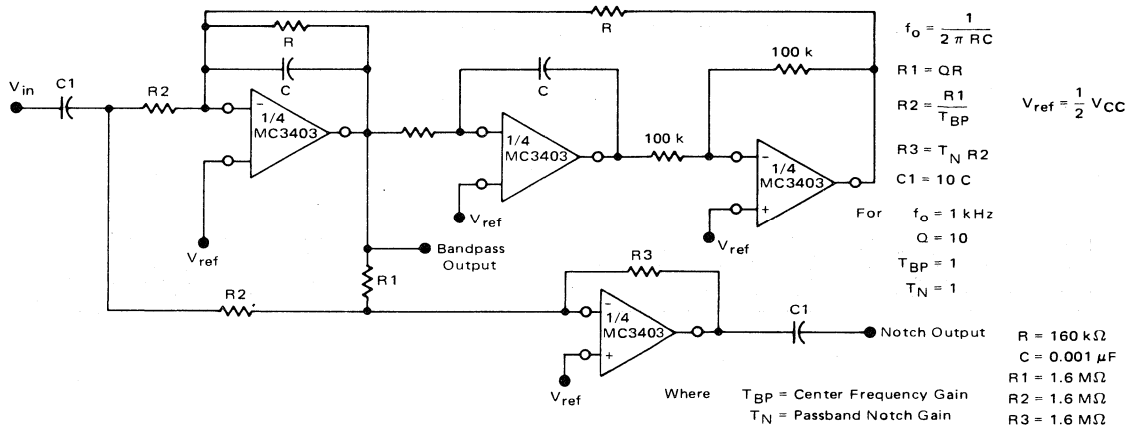 R
R
C
C1
V_in
R2
−
1/4
MC3403
V_ref
C
1/4
MC3403
V_ref
100 k
100 k
−
1/4
MC3403
+
V_ref
Bandpass
Output
R1
R2
R3
−
1/4
MC3403
+
V_ref
C1
Notch Output
f_o = 1 / 2 π RC
R1 = QR
R2 = R1 / T_BP
V_ref = 1/2 V_CC
R3 = T_N R2
C1 = 10 C
For f_o = 1 kHz
Q = 10
T_BP = 1
T_N = 1
R = 160 kΩ
C = 0.001 μF
R1 = 1.6 MΩ
R2 = 1.6 MΩ
R3 = 1.6 MΩ
Where T_BP = Center Frequency Gain
T_N = Passband Notch Gain